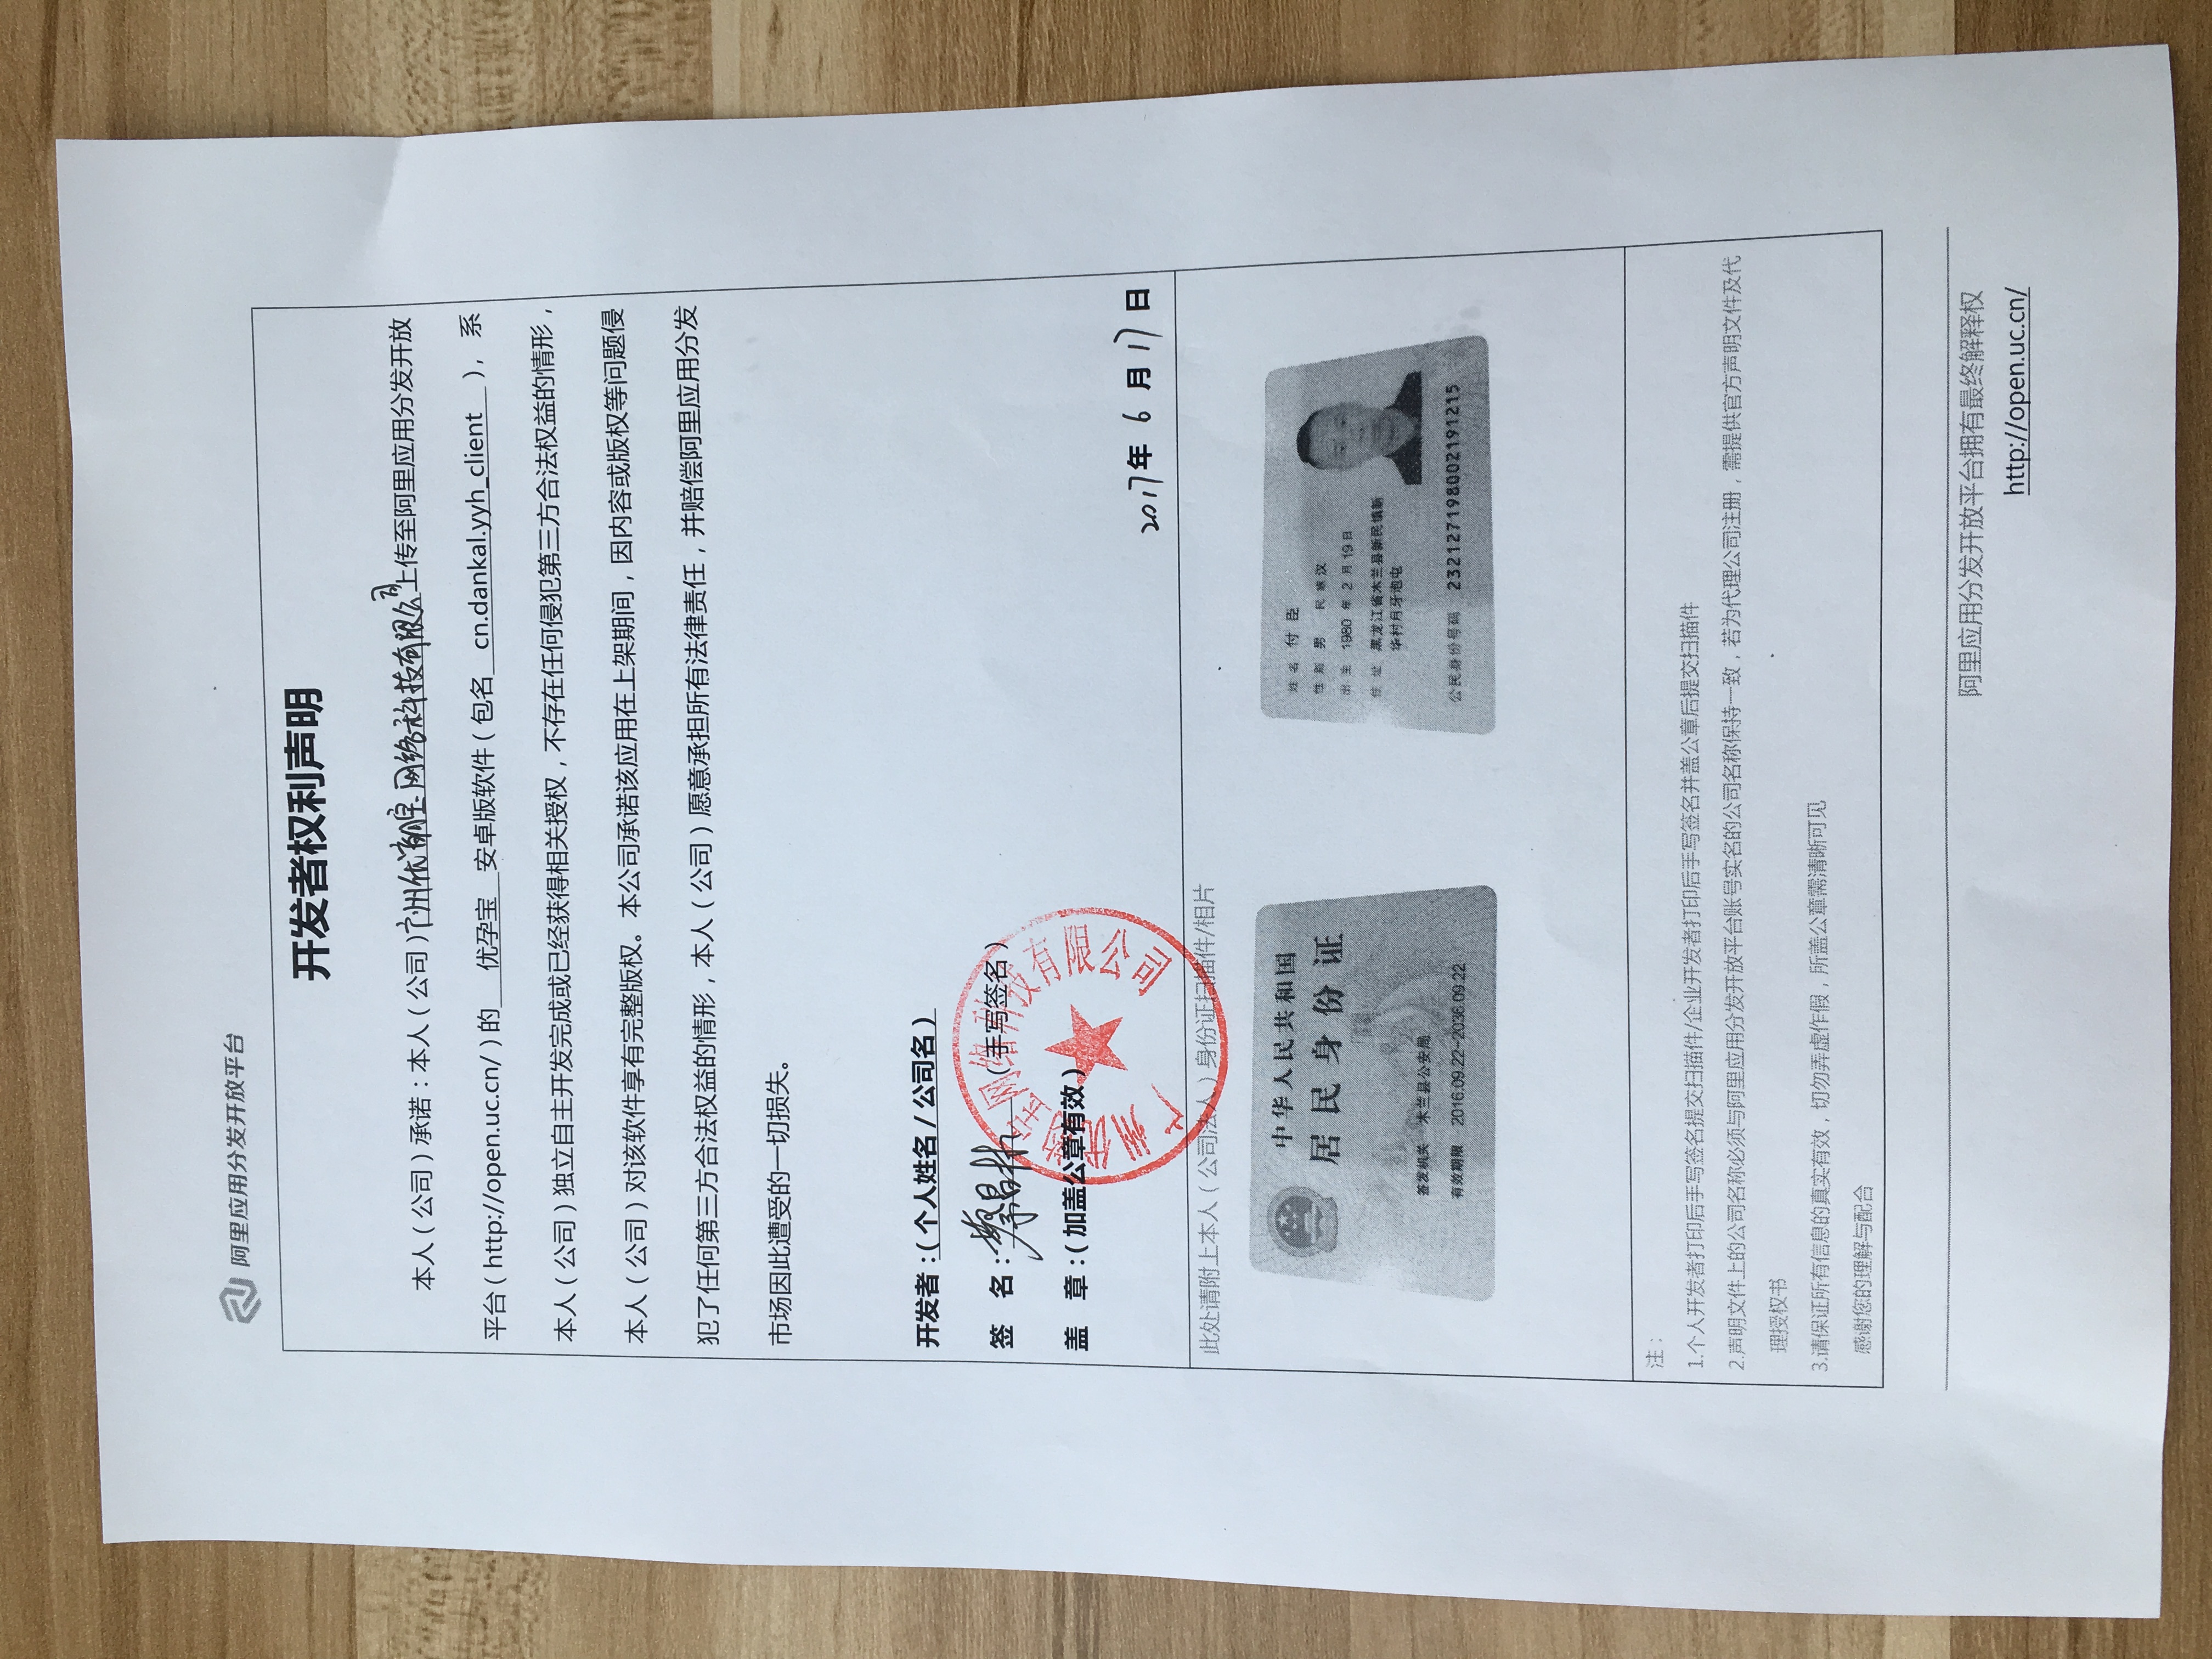 阿里应用分发开放平台
开发者权利声明
本人（公司）承诺：本人（公司）广州优韵宝网络科技有限公司上传至阿里应用分发开放
平台（http://open.uc.cn/）的 优孕宝 安卓版软件（包名 cn.dankal.yyh_client ），系
本人（公司）独立自主开发完成或已经获得相关授权，不存在任何侵犯第三方合法权益的情形，
本人（公司）对该软件享有完整版权。本公司承诺该应用在上架期间，因内容或版权等问题侵
犯了任何第三方合法权益的情形，本人（公司）愿意承担所有法律责任，并赔偿阿里应用分发
市场因此遭受的一切损失。
开发者：（个人姓名/公司名）
签 名：蔡昌林 （手写签名）
盖 章：（加盖公章有效）
广州优韵宝网络科技有限公司
2017年 6 月 17 日
此处请附上本人（公司法人）身份证扫描件/相片
中华人民共和国
居民身份证
签发机关 木兰县公安局
有效期限 2016.09.22-2036.09.22
姓名 付臣
性别 男 民族 汉
出生 1980 年 2 月 19 日
住址 黑龙江省木兰县新民镇新
华村月牙泡屯
公民身份号码 232127198002191215
注：
1.个人开发者打印后手写签名提交扫描件/企业开发者打印后手写签名并盖公章后提交扫描件
2.声明文件上的公司名称必须与阿里应用分发开放平台账号实名的公司名称保持一致，若为代理公司注册，需提供官方声明文件及代
理授权书
3.请保证所有信息的真实有效，切勿弄虚作假，所盖公章需清晰可见
感谢您的理解与配合
阿里应用分发开放平台拥有最终解释权
http://open.uc.cn/